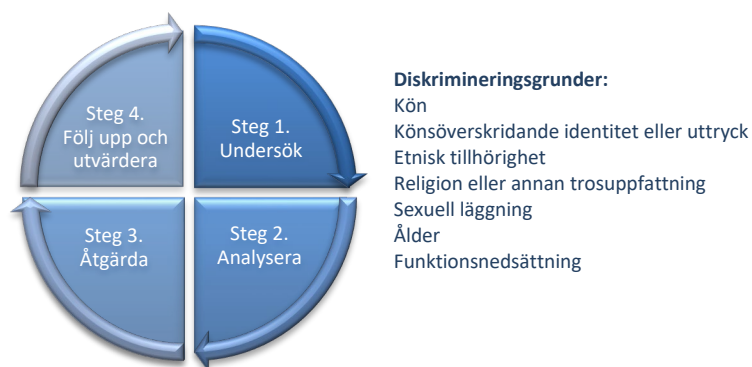 Steg 1.
Undersök
Steg 2.
Analysera
Steg 3.
Åtgärda
Steg 4.
Följ upp och
utvärdera
Diskrimineringsgrunder:
Kön
Könsöverskridande identitet eller uttryck
Etnisk tillhörighet
Religion eller annan trosuppfattning
Sexuell läggning
Ålder
Funktionsnedsättning